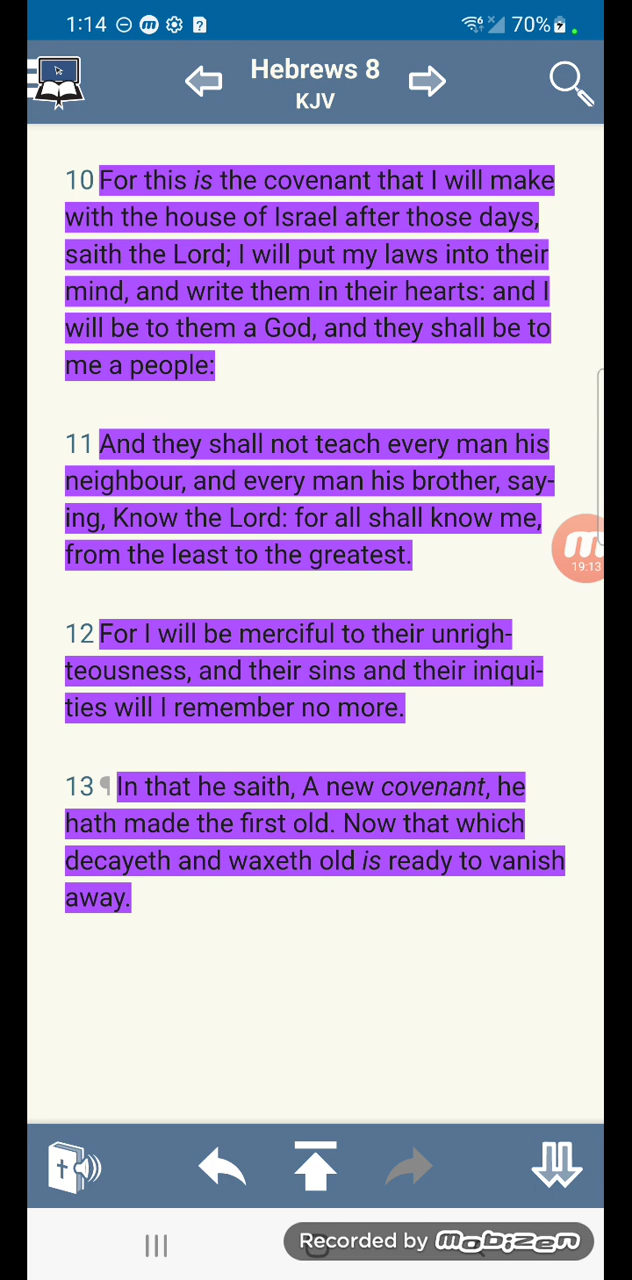 1:14
70%
Hebrews 8
KJV
10 For this is the covenant that I will make
with the house of Israel after those days,
saith the Lord; I will put my laws into their
mind, and write them in their hearts: and I
will be to them a God, and they shall be to
me a people:
11 And they shall not teach every man his
neighbour, and every man his brother, say-
ing, Know the Lord: for all shall know me,
from the least to the greatest.
19:13
12 For I will be merciful to their unrigh-
teousness, and their sins and their iniqui-
ties will I remember no more.
13 ¶ In that he saith, A new covenant, he
hath made the first old. Now that which
decayeth and waxeth old is ready to vanish
away.
Recorded by mobizen